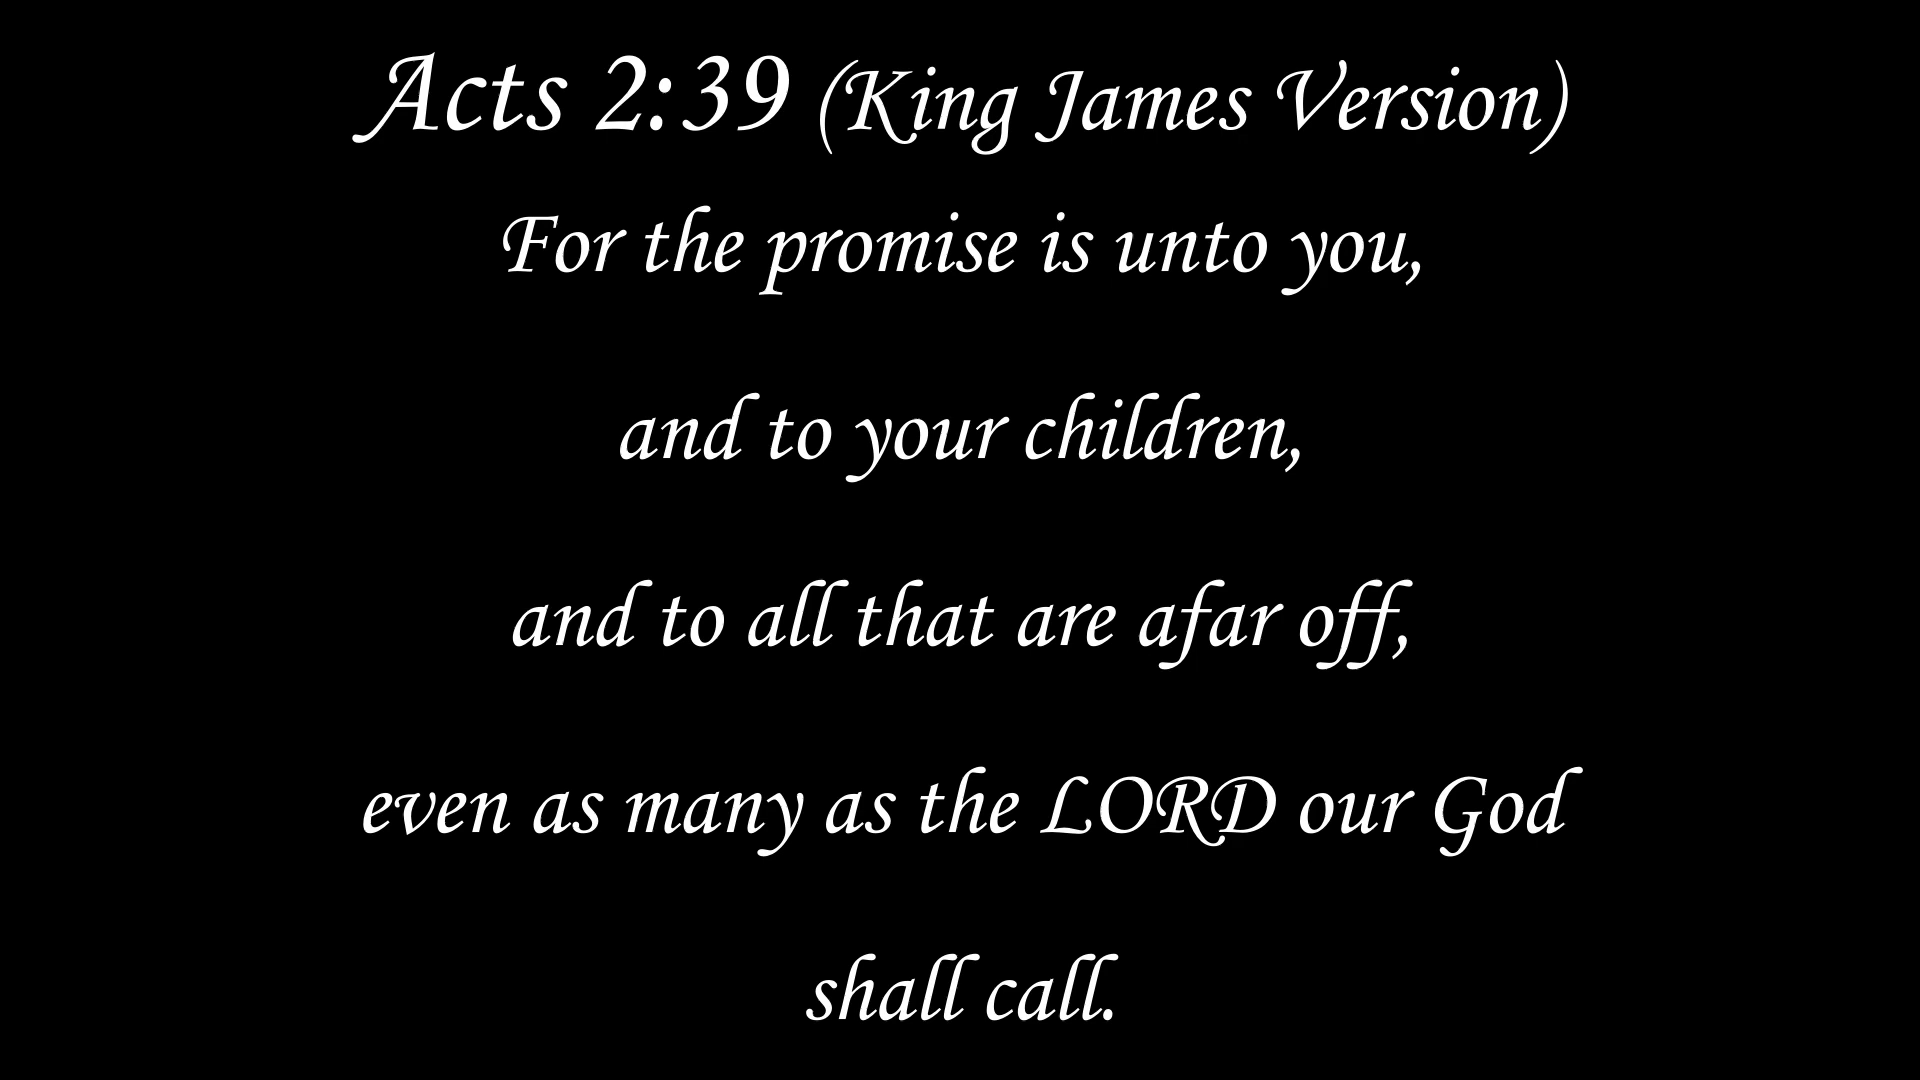 Acts 2:39 (King James Version)
For the promise is unto you,
and to your children,
and to all that are afar off,
even as many as the LORD our God
shall call.